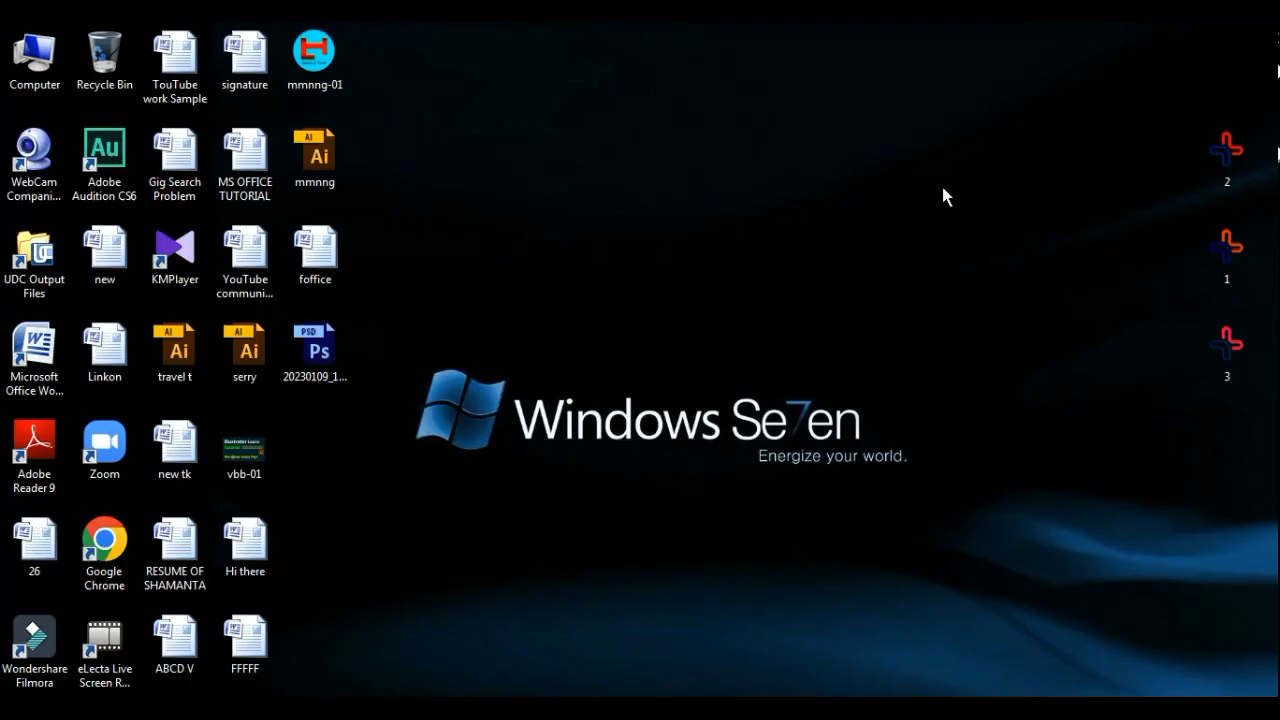 Computer
Recycle Bin
TouTube
work Sample
signature
mmnng-01
WebCam
Compani...
Adobe
Audition CS6
Gig Search
Problem
MS OFFICE
TUTORIAL
AI
Ai
mmnng
2
UDC Output
Files
new
KMPlayer
YouTube
communi...
foffice
1
Microsoft
Office Wo...
Linkon
AI
Ai
travel t
AI
Ai
serry
PSD
Ps
20230109_1...
3
Windows Se7en
Energize your world.
Adobe
Reader 9
Zoom
new tk
vbb-01
26
Google
Chrome
RESUME OF
SHAMANTA
Hi there
Wondershare
Filmora
eLecta Live
Screen R...
ABCD V
FFFFF
Au